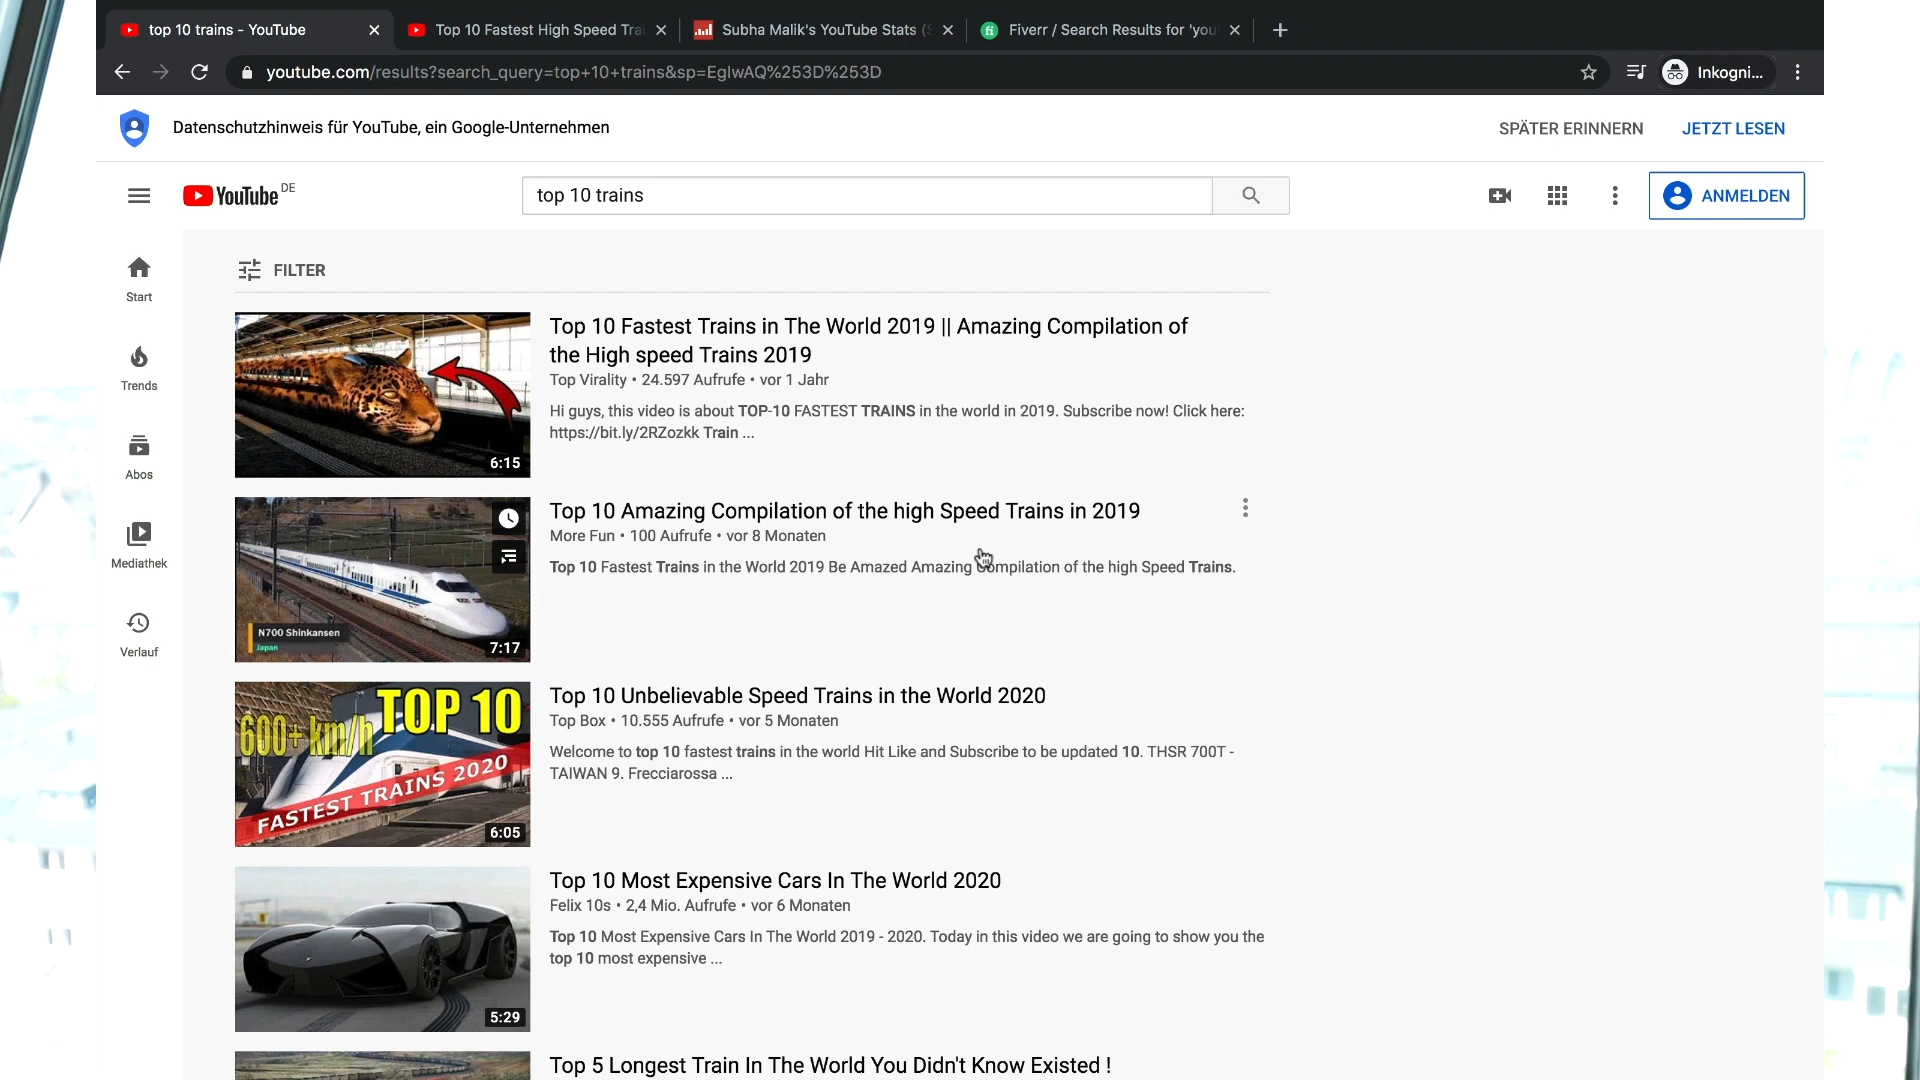 top 10 trains - YouTube
Top 10 Fastest High Speed Trai
Subha Malik's YouTube Stats (S
Fiverr / Search Results for 'you
youtube.com/results?search_query=top+10+trains&sp=EgIwAQ%253D%253D
Inkogni...
Datenschutzhinweis für YouTube, ein Google-Unternehmen
SPÄTER ERINNERN
JETZT LESEN
YouTube DE
top 10 trains
ANMELDEN
Start
Trends
Abos
Mediathek
Verlauf
FILTER
6:15
Top 10 Fastest Trains in The World 2019 || Amazing Compilation of
the High speed Trains 2019
Top Virality • 24.597 Aufrufe • vor 1 Jahr
Hi guys, this video is about TOP-10 FASTEST TRAINS in the world in 2019. Subscribe now! Click here:
https://bit.ly/2RZozkk Train ...
N700 Shinkansen
Japan
7:17
Top 10 Amazing Compilation of the high Speed Trains in 2019
More Fun • 100 Aufrufe • vor 8 Monaten
Top 10 Fastest Trains in the World 2019 Be Amazed Amazing Compilation of the high Speed Trains.
TOP 10
600+ km/h
FASTEST TRAINS 2020
6:05
Top 10 Unbelievable Speed Trains in the World 2020
Top Box • 10.555 Aufrufe • vor 5 Monaten
Welcome to top 10 fastest trains in the world Hit Like and Subscribe to be updated 10. THSR 700T -
TAIWAN 9. Frecciarossa ...
5:29
Top 10 Most Expensive Cars In The World 2020
Felix 10s • 2,4 Mio. Aufrufe • vor 6 Monaten
Top 10 Most Expensive Cars In The World 2019 - 2020. Today in this video we are going to show you the
top 10 most expensive ...
Top 5 Longest Train In The World You Didn't Know Existed !